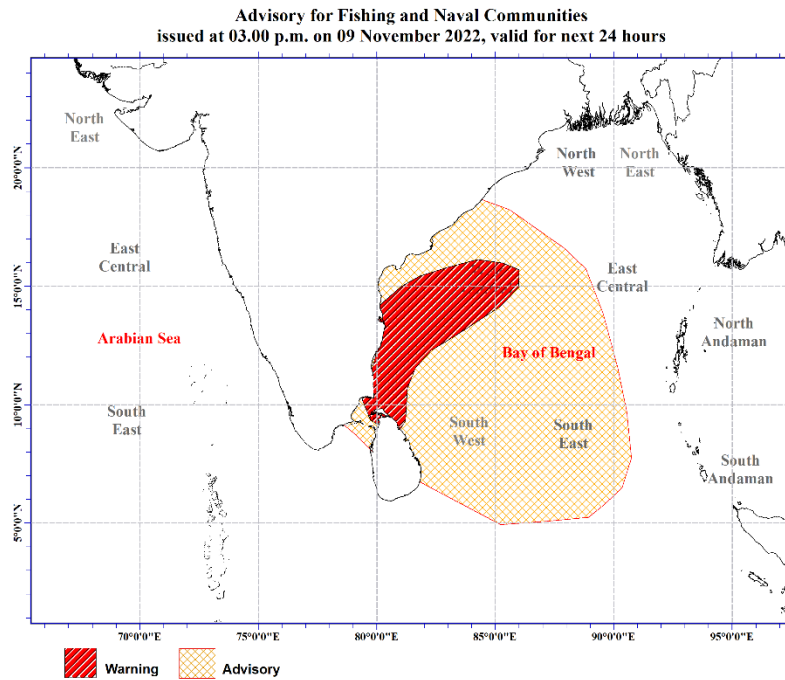 Advisory for Fishing and Naval Communities
issued at 03.00 p.m. on 09 November 2022, valid for next 24 hours
North
East
North
West
North
East
20°0'0"N
East
Central
East
Central
15°0'0"N
Arabian Sea
Bay of Bengal
North
Andaman
10°0'0"N
South
East
South
West
South
East
South
Andaman
5°0'0"N
70°0'0"E
75°0'0"E
80°0'0"E
85°0'0"E
90°0'0"E
95°0'0"E
Warning
Advisory